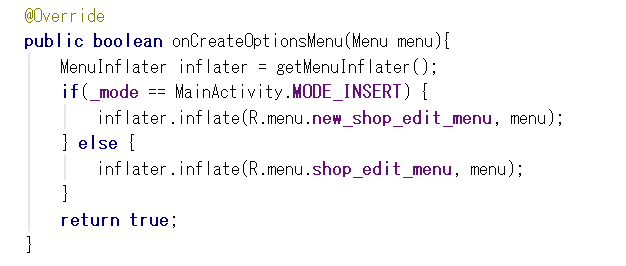 @Override
public boolean onCreateOptionsMenu(Menu menu){
    MenuInflater inflater = getMenuInflater();
    if(_mode == MainActivity.MODE_INSERT) {
        inflater.inflate(R.menu.new_shop_edit_menu, menu);
    } else {
        inflater.inflate(R.menu.shop_edit_menu, menu);
    }
    return true;
}